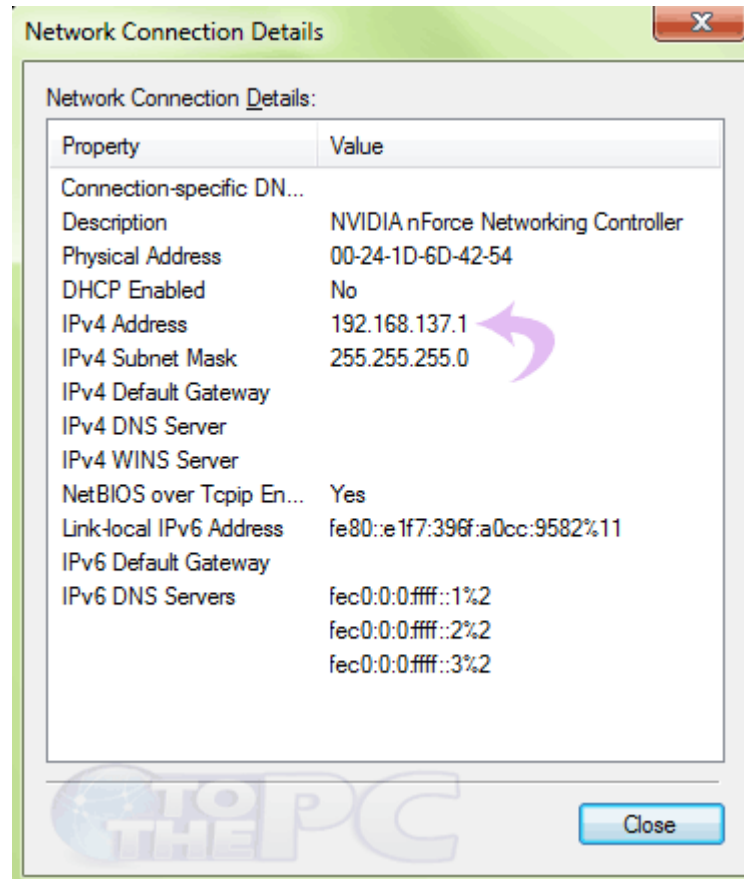 Network Connection Details
Network Connection Details:
Property Value
Connection-specific DN...
Description NVIDIA nForce Networking Controller
Physical Address 00-24-1D-6D-42-54
DHCP Enabled No
IPv4 Address 192.168.137.1
IPv4 Subnet Mask 255.255.255.0
IPv4 Default Gateway
IPv4 DNS Server
IPv4 WINS Server
NetBIOS over Tcpip En... Yes
Link-local IPv6 Address fe80::e1f7:396f:a0cc:9582%11
IPv6 Default Gateway
IPv6 DNS Servers fec0:0:0:ffff::1%2
fec0:0:0:ffff::2%2
fec0:0:0:ffff::3%2
TO THE PC
Close